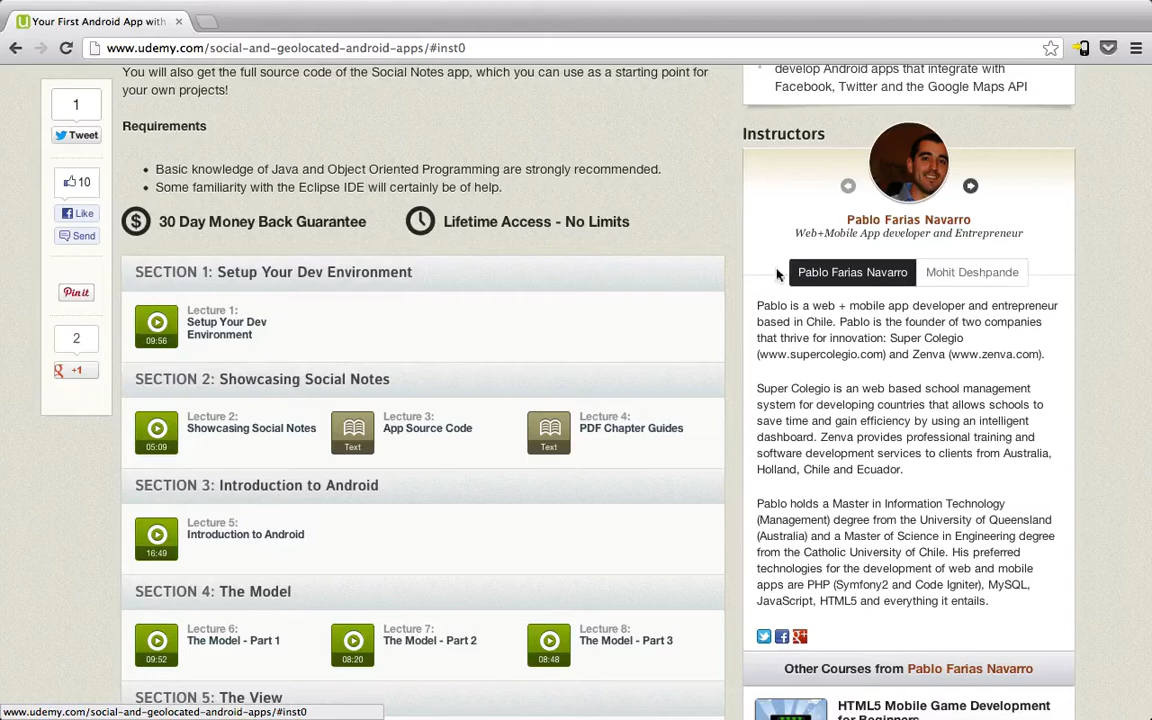 Your First Android App with
www.udemy.com/social-and-geolocated-android-apps/#inst0
You will also get the full source code of the Social Notes app, which you can use as a starting point for
your own projects!
Requirements
Basic knowledge of Java and Object Oriented Programming are strongly recommended.
Some familiarity with the Eclipse IDE will certainly be of help.
30 Day Money Back Guarantee
Lifetime Access - No Limits
1
Tweet
10
Like
Send
Pin it
2
+1
SECTION 1: Setup Your Dev Environment
09:56
Lecture 1:
Setup Your Dev
Environment
SECTION 2: Showcasing Social Notes
05:09
Lecture 2:
Showcasing Social Notes
Text
Lecture 3:
App Source Code
Text
Lecture 4:
PDF Chapter Guides
SECTION 3: Introduction to Android
16:49
Lecture 5:
Introduction to Android
SECTION 4: The Model
09:52
Lecture 6:
The Model - Part 1
08:20
Lecture 7:
The Model - Part 2
08:48
Lecture 8:
The Model - Part 3
SECTION 5: The View
develop Android apps that integrate with
Facebook, Twitter and the Google Maps API
Instructors
Pablo Farias Navarro
Web+Mobile App developer and Entrepreneur
Pablo Farias Navarro
Mohit Deshpande
Pablo is a web + mobile app developer and entrepreneur
based in Chile. Pablo is the founder of two companies
that thrive for innovation: Super Colegio
(www.supercolegio.com) and Zenva (www.zenva.com).
Super Colegio is an web based school management
system for developing countries that allows schools to
save time and gain efficiency by using an intelligent
dashboard. Zenva provides professional training and
software development services to clients from Australia,
Holland, Chile and Ecuador.
Pablo holds a Master in Information Technology
(Management) degree from the University of Queensland
(Australia) and a Master of Science in Engineering degree
from the Catholic University of Chile. His preferred
technologies for the development of web and mobile
apps are PHP (Symfony2 and Code Igniter), MySQL,
JavaScript, HTML5 and everything it entails.
Other Courses from Pablo Farias Navarro
HTML5 Mobile Game Development
for Beginners
www.udemy.com/social-and-geolocated-android-apps/#inst0